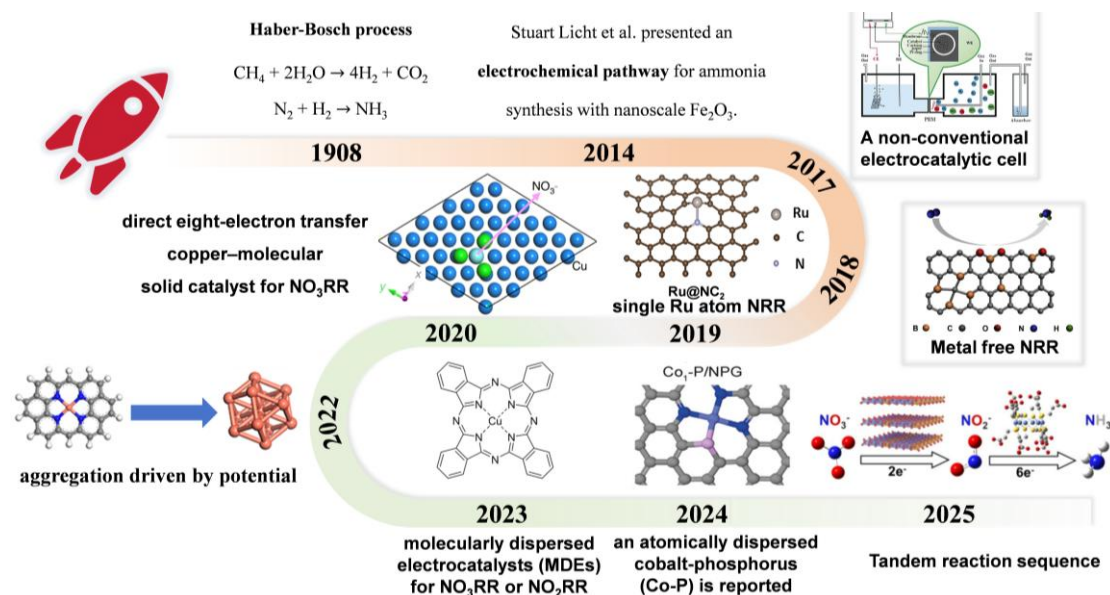 Haber-Bosch process
CH₄ + 2H₂O → 4H₂ + CO₂
N₂ + H₂ → NH₃
Stuart Licht et al. presented an
electrochemical pathway for ammonia
synthesis with nanoscale Fe₂O₃.
A non-conventional
electrocatalytic cell
1908
2014
2017
direct eight-electron transfer
copper–molecular
solid catalyst for NO₃RR
NO₃⁻
Cu
y
x
Ru
C
N
Ru@NC₂
single Ru atom NRR
2018
B C O N H
Metal free NRR
2020
2019
2022
aggregation driven by potential
N
N
N
N
N
Cu
N
N
N
Co₁-P/NPG
NO₃⁻
2e⁻
NO₂⁻
6e⁻
NH₃
2023
2024
2025
molecularly dispersed
electrocatalysts (MDEs)
for NO₃RR or NO₂RR
an atomically dispersed
cobalt-phosphorus
(Co-P) is reported
Tandem reaction sequence